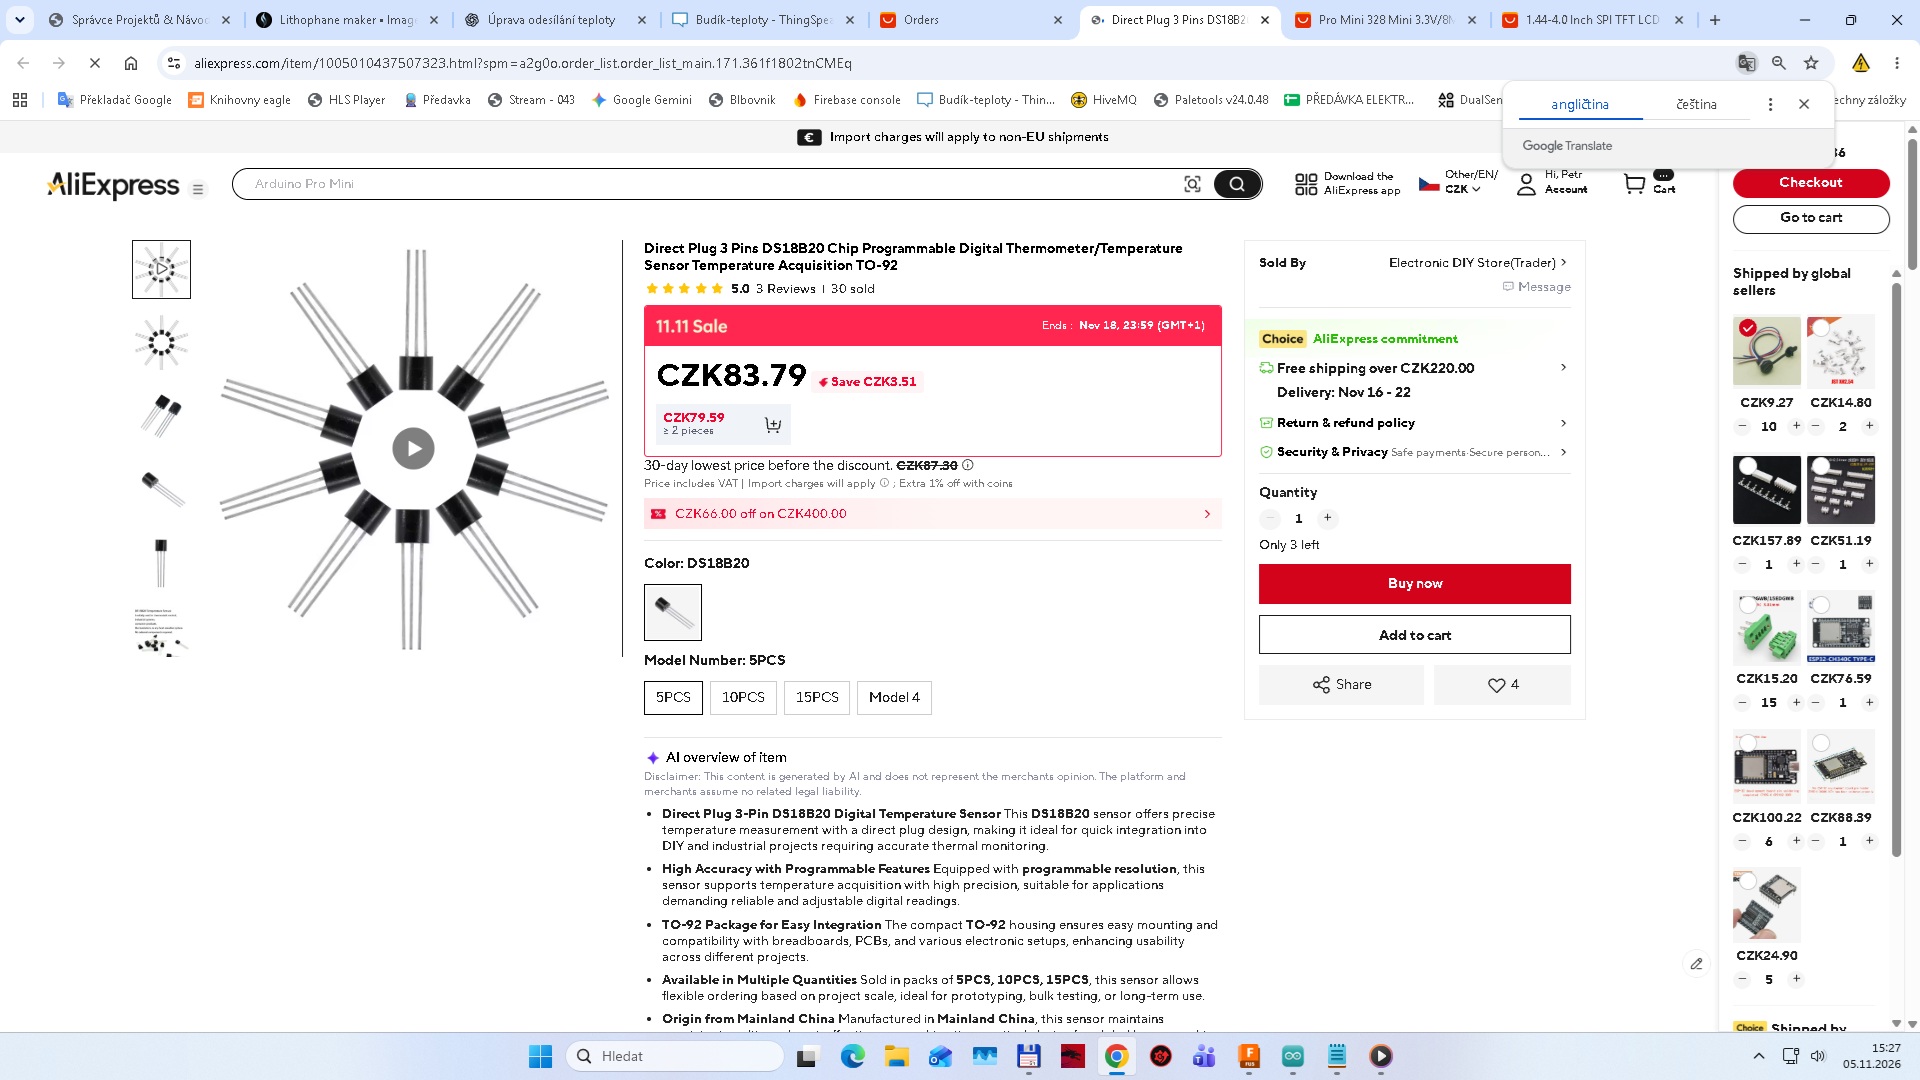 Správce Projektů & Návo
Lithophane maker • Imag
Úprava odesílání teploty
Budík-teploty - ThingSpea
Orders
Direct Plug 3 Pins DS18B2
Pro Mini 328 Mini 3.3V/8M
1.44-4.0 Inch SPI TFT LCD
aliexpress.com/item/1005010437507323.html?spm=a2g0o.order_list.order_list_main.171.361f1802tnCMEq
Překladač Google
Knihovny eagle
HLS Player
Předavka
Stream - 043
Google Gemini
Blbovnik
Firebase console
Budík-teploty - Thin...
HiveMQ
Paletools v24.0.48
PŘEDÁVKA ELEKTR...
DualSen
echny záložky
angličtina
čeština
Google Translate
€ Import charges will apply to non-EU shipments
AliExpress
Arduino Pro Mini
Download the
AliExpress app
Other/EN/
CZK
Hi, Petr
Account
...
Cart
Checkout
Go to cart
Direct Plug 3 Pins DS18B20 Chip Programmable Digital Thermometer/Temperature
Sensor Temperature Acquisition TO-92
5.0 3 Reviews | 30 sold
11.11 Sale
Ends : Nov 18, 23:59 (GMT+1)
CZK83.79
Save CZK3.51
CZK79.59
≥ 2 pieces
30-day lowest price before the discount. CZK87.30
Price includes VAT | Import charges will apply ; Extra 1% off with coins
CZK66.00 off on CZK400.00
Color: DS18B20
Model Number: 5PCS
5PCS
10PCS
15PCS
Model 4
AI overview of item
Disclaimer: This content is generated by AI and does not represent the merchants opinion. The platform and
merchants assume no related legal liability.
• Direct Plug 3-Pin DS18B20 Digital Temperature Sensor This DS18B20 sensor offers precise
temperature measurement with a direct plug design, making it ideal for quick integration into
DIY and industrial projects requiring accurate thermal monitoring.
• High Accuracy with Programmable Features Equipped with programmable resolution, this
sensor supports temperature acquisition with high precision, suitable for applications
demanding reliable and adjustable digital readings.
• TO-92 Package for Easy Integration The compact TO-92 housing ensures easy mounting and
compatibility with breadboards, PCBs, and various electronic setups, enhancing usability
across different projects.
• Available in Multiple Quantities Sold in packs of 5PCS, 10PCS, 15PCS, this sensor allows
flexible ordering based on project scale, ideal for prototyping, bulk testing, or long-term use.
• Origin from Mainland China Manufactured in Mainland China, this sensor maintains
Sold By
Electronic DIY Store(Trader)
Message
Choice AliExpress commitment
Free shipping over CZK220.00
Delivery: Nov 16 - 22
Return & refund policy
Security & Privacy Safe payments·Secure person...
Quantity
1
Only 3 left
Buy now
Add to cart
Share
4
Shipped by global
sellers
CZK9.27 CZK14.80
10 2
CZK157.89 CZK51.19
1 1
ESP32 CH340C TYPE-C
CZK15.20 CZK76.59
15 1
CZK100.22 CZK88.39
6 1
CZK24.90
5
Choice Shipped by
Hledat
15:27
05.11.2026